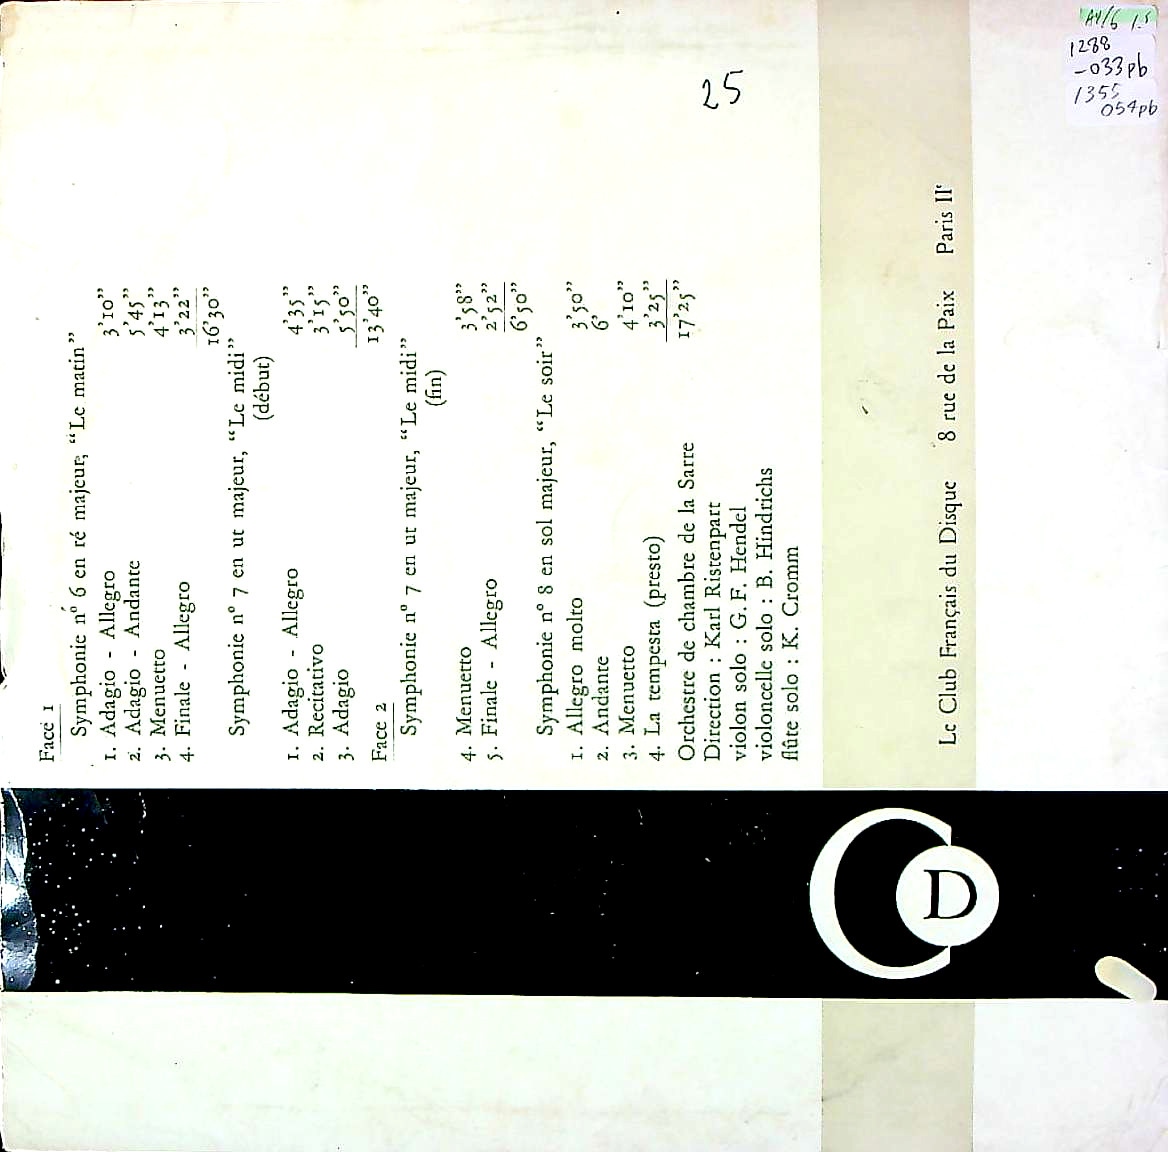 Face 1
Symphonie nº 6 en ré majeur, “Le matin”
1. Adagio - Allegro 3’10”
2. Adagio - Andante 5’45”
3. Menuetto 4’13”
4. Finale - Allegro 3’22”
16’30”
Symphonie nº 7 en ut majeur, “Le midi”
(début)
1. Adagio - Allegro 4’35”
2. Recitativo 3’15”
3. Adagio 5’50”
13’40”
Face 2
Symphonie nº 7 en ut majeur, “Le midi”
(fin)
4. Menuetto 3’58”
5. Finale - Allegro 2’52”
6’50”
Symphonie nº 8 en sol majeur, “Le soir”
1. Allegro molto 3’50”
2. Andante 6’
3. Menuetto 4’10”
4. La tempesta (presto) 3’25”
17’25”
Orchestre de chambre de la Sarre
Direction : Karl Ristenpart
violon solo : G. F. Hendel
violoncelle solo : B. Hindrichs
flûte solo : K. Cromm
Le Club Français du Disque 8 rue de la Paix Paris IIᵉ
CD
25
A4/6 1.5
1288
-033pb
1355
054pb